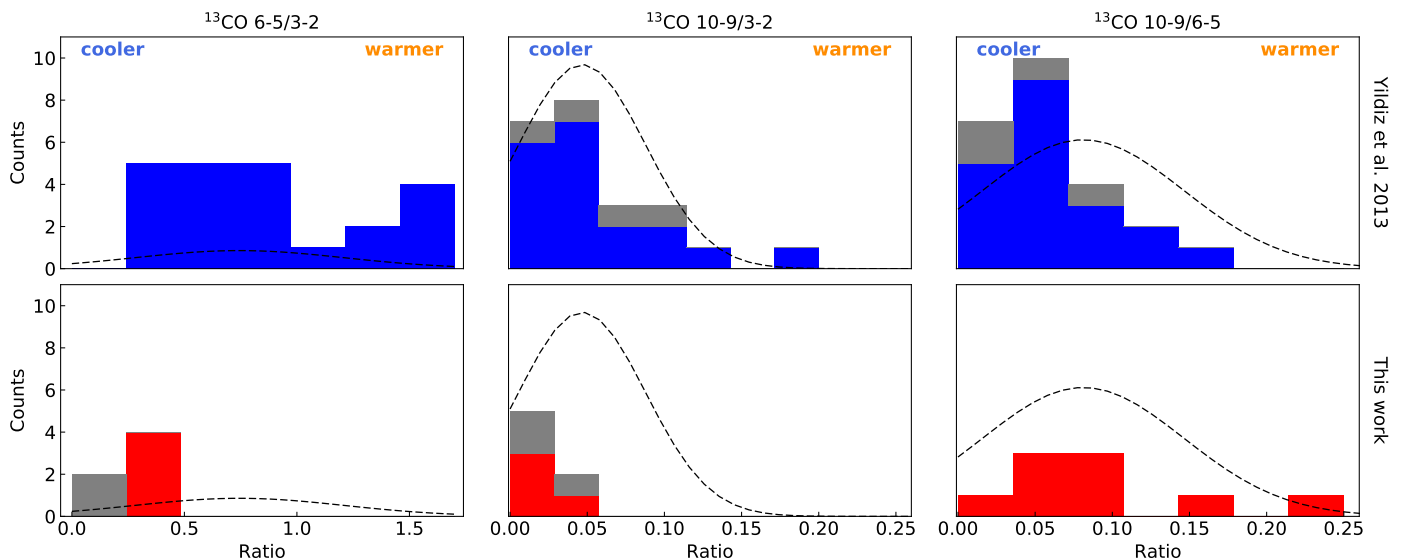 ¹³CO 6-5/3-2
¹³CO 10-9/3-2
¹³CO 10-9/6-5
cooler
warmer
cooler
warmer
cooler
warmer
10
8
6
4
2
0
Counts
Yildiz et al. 2013
10
8
6
4
2
0
Counts
This work
0.0 0.5 1.0 1.5
0.00 0.05 0.10 0.15 0.20 0.25
0.00 0.05 0.10 0.15 0.20 0.25
Ratio
Ratio
Ratio